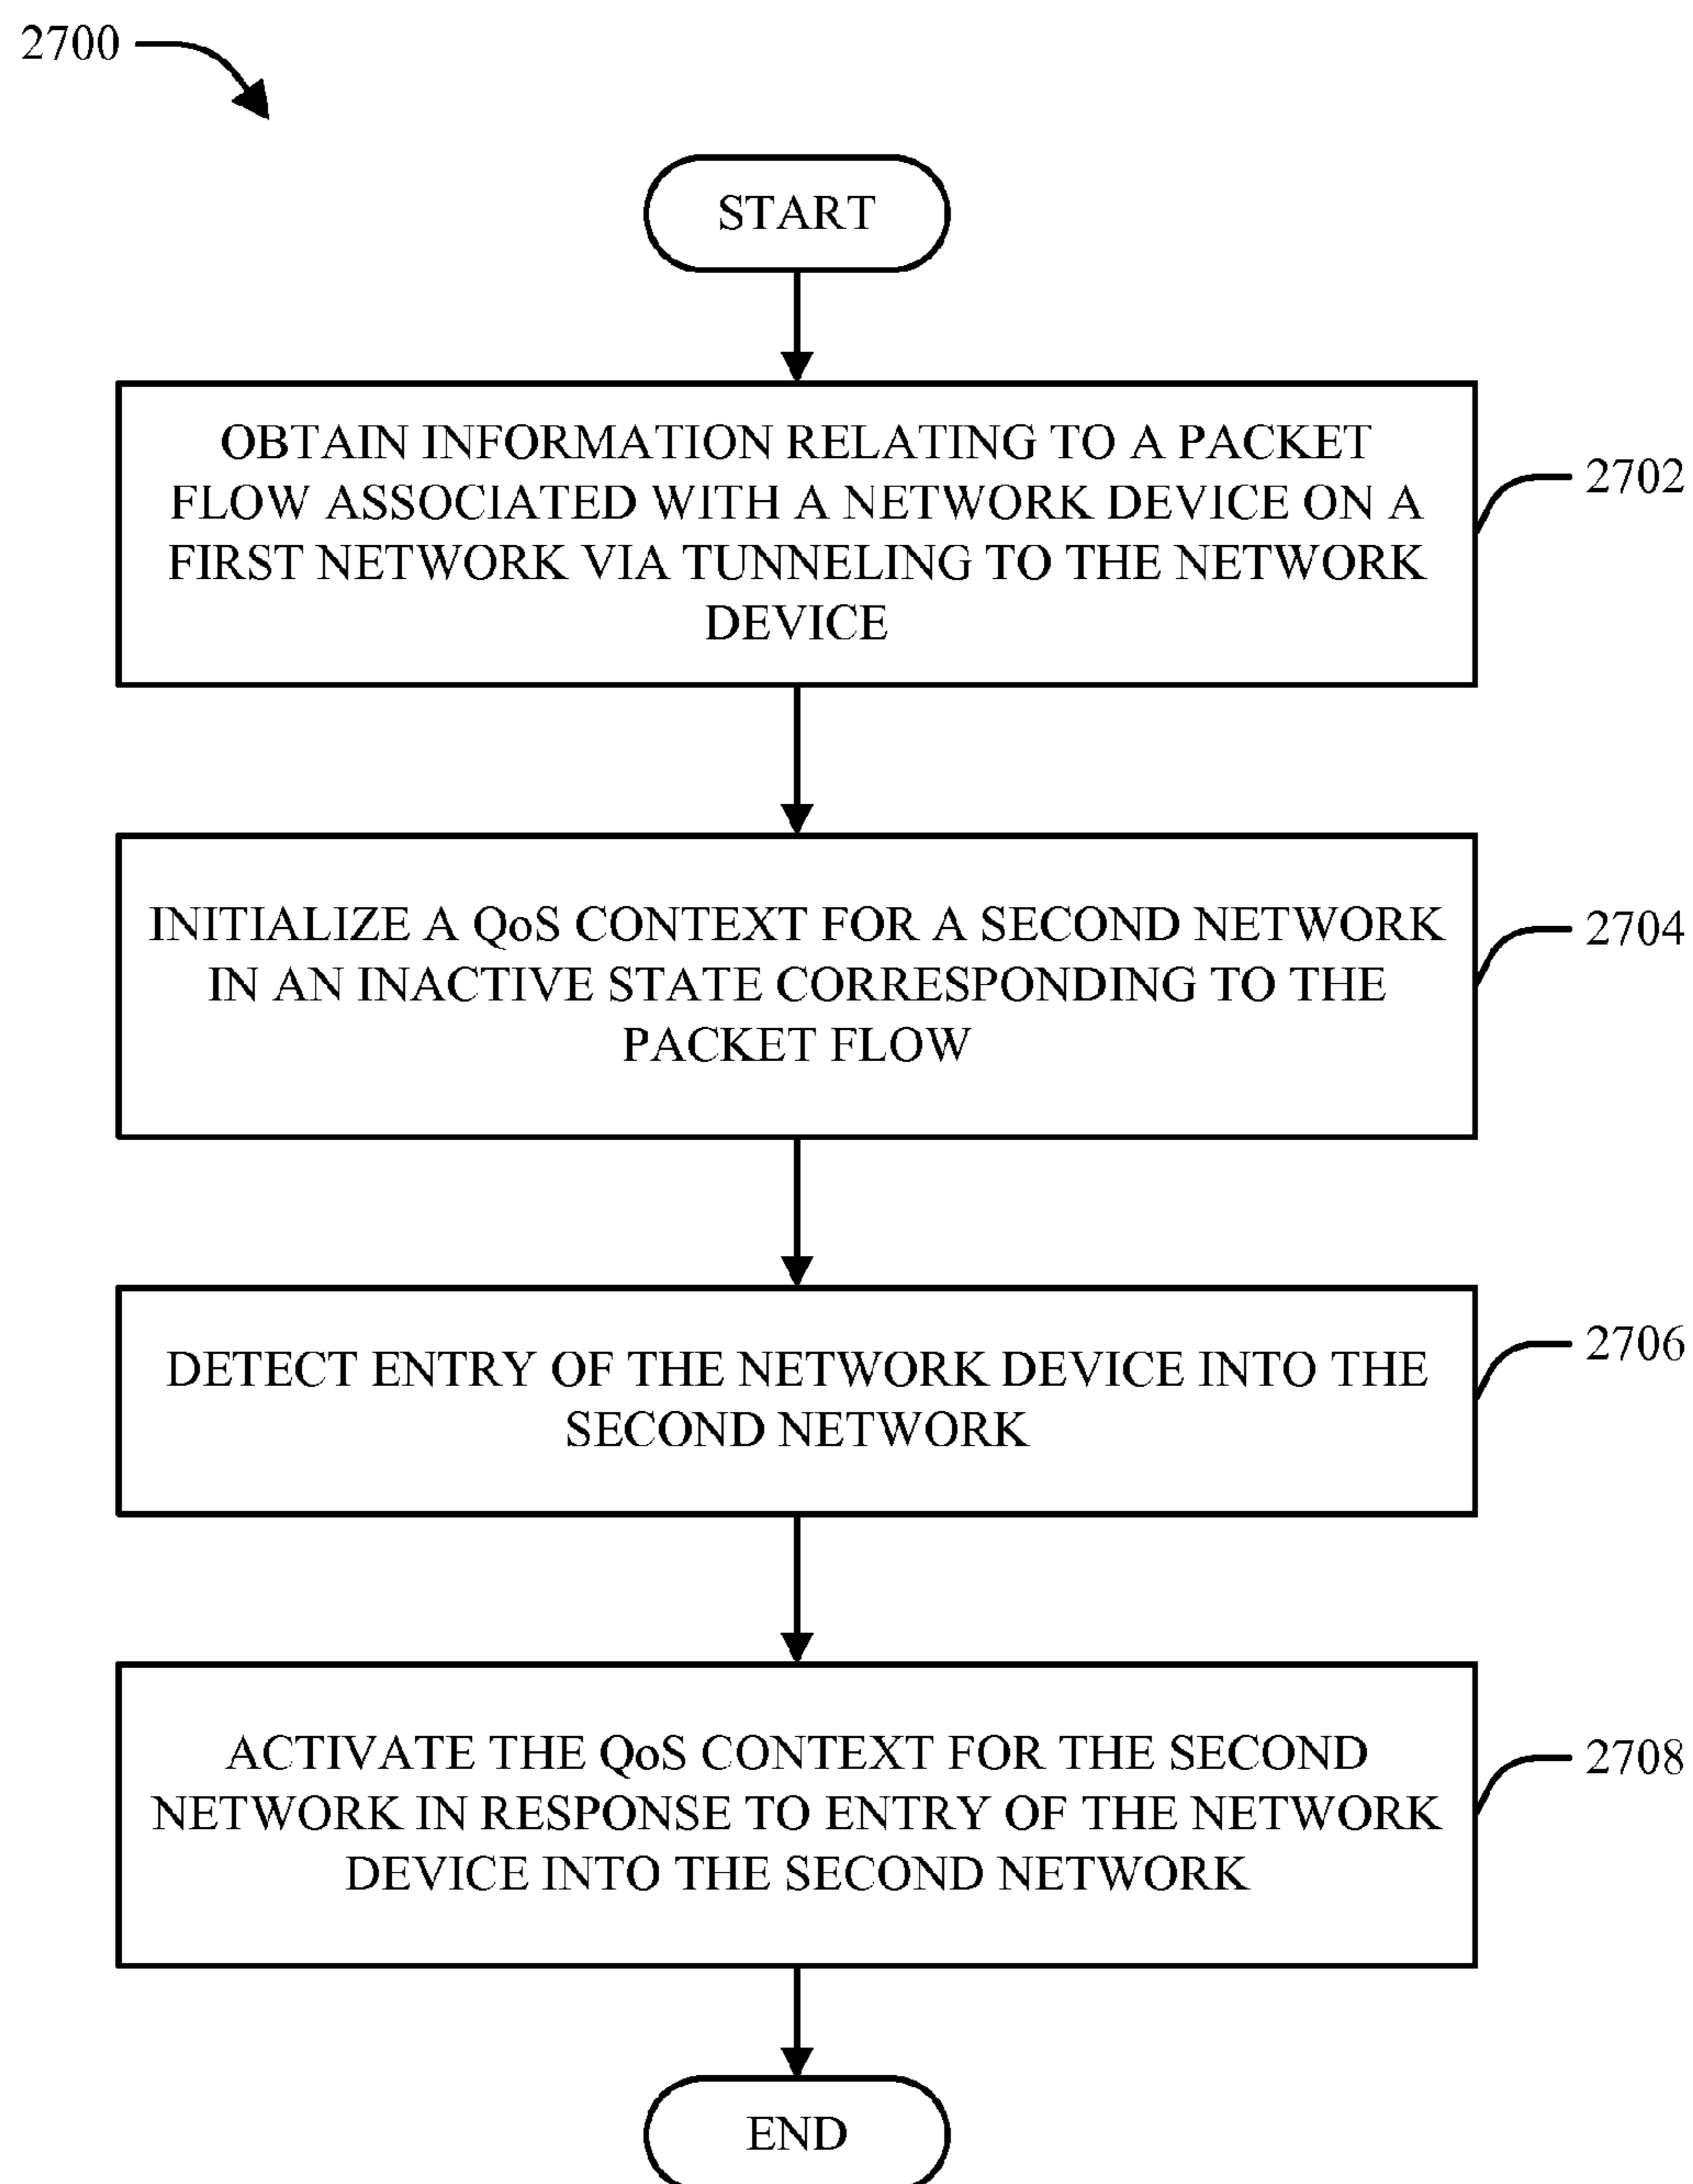 2700
START
OBTAIN INFORMATION RELATING TO A PACKET
FLOW ASSOCIATED WITH A NETWORK DEVICE ON A
FIRST NETWORK VIA TUNNELING TO THE NETWORK
DEVICE
2702
INITIALIZE A QoS CONTEXT FOR A SECOND NETWORK
IN AN INACTIVE STATE CORRESPONDING TO THE
PACKET FLOW
2704
DETECT ENTRY OF THE NETWORK DEVICE INTO THE
SECOND NETWORK
2706
ACTIVATE THE QoS CONTEXT FOR THE SECOND
NETWORK IN RESPONSE TO ENTRY OF THE NETWORK
DEVICE INTO THE SECOND NETWORK
2708
END